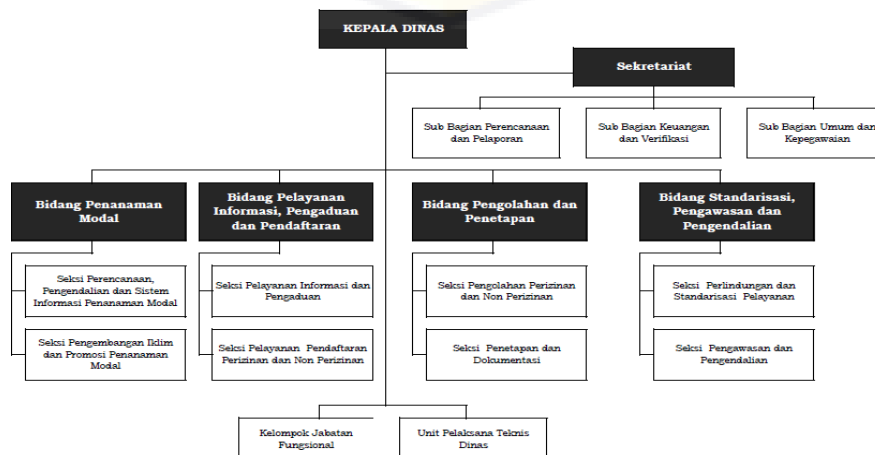 KEPALA DINAS
Sekretariat
Sub Bagian Perencanaan
dan Pelaporan
Sub Bagian Keuangan
dan Verifikasi
Sub Bagian Umum dan
Kepegawaian
Bidang Penanaman
Modal
Bidang Pelayanan
Informasi, Pengaduan
dan Pendaftaran
Bidang Pengolahan dan
Penetapan
Bidang Standarisasi,
Pengawasan dan
Pengendalian
Seksi Perencanaan,
Pengendalian dan Sistem
Informasi Penanaman Modal
Seksi Pelayanan Informasi dan
Pengaduan
Seksi Pengolahan Perizinan
dan Non Perizinan
Seksi Perlindungan dan
Standarisasi Pelayanan
Seksi Pengembangan Iklim
dan Promosi Penanaman
Modal
Seksi Pelayanan Pendaftaran
Perizinan dan Non Perizinan
Seksi Penetapan dan
Dokumentasi
Seksi Pengawasan dan
Pengendalian
Kelompok Jabatan
Fungsional
Unit Pelaksana Teknis
Dinas